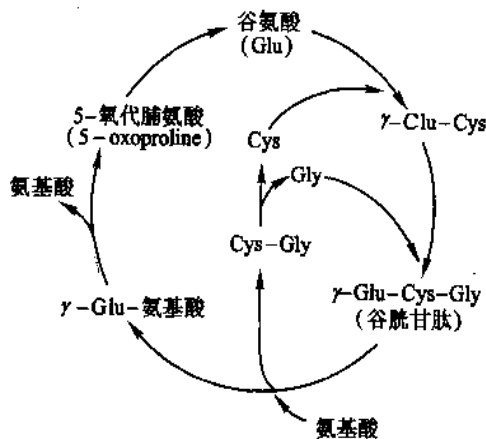 谷氨酸
(Glu)
5-氧代脯氨酸
(5-oxoproline)
Cys
γ-Clu-Cys
Gly
氨基酸
Cys-Gly
γ-Glu-氨基酸
γ-Glu-Cys-Gly
(谷胱甘肽)
氨基酸